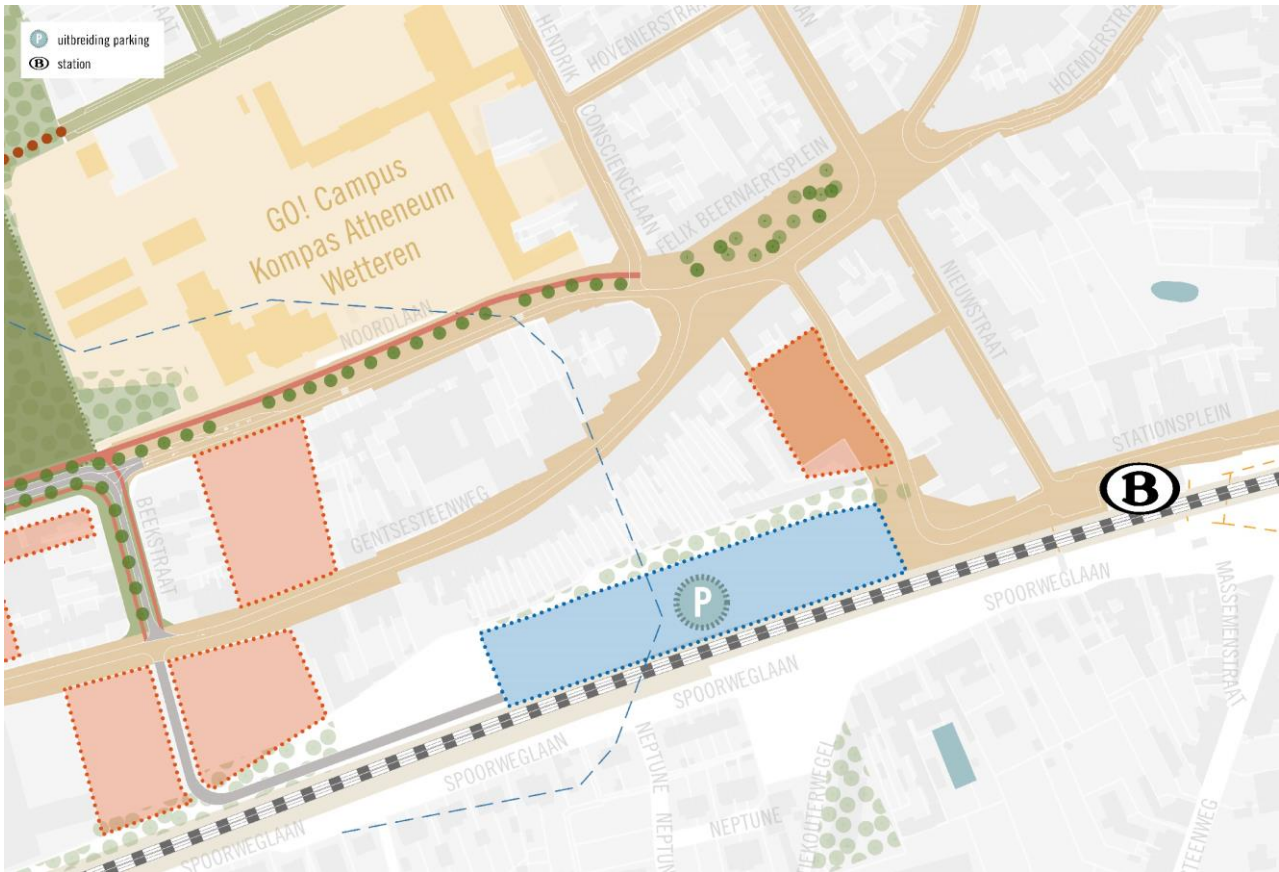 STRAAT
P uitbreiding parking
B station
HENDRIK
CONSCIENCELAAN
HOVENIERSTRAAT
HOENDERSTRAAT
GO! Campus
Kompas Atheneum
Wetteren
FELIX BEERNAERTSPLEIN
NOORDLAAN
NIEUWSTRAAT
STATIONSPLEIN
B
BEEKSTRAAT
GENTSESTEENWEG
P
SPOORWEGLAAN
SPOORWEGLAAN
SPOORWEGLAAN
SPOORWEGLAAN
MASSEMENSTRAAT
NEPTUNE
NEPTUNE
NEPTUNE
STEENWEG